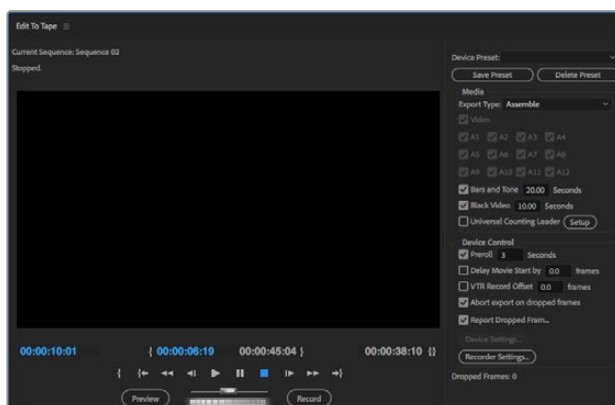 Edit To Tape
Current Sequence: Sequence 02
Stopped.
00:00:10:01 { 00:00:06:19 00:00:45:04 } 00:00:38:10 {}
Preview Record
Device Preset:
Save Preset Delete Preset
Media
Export Type: Assemble
Video
A1 A2 A3 A4
A5 A6 A7 A8
A9 A10 A11 A12
Bars and Tone 20.00 Seconds
Black Video 10.00 Seconds
Universal Counting Leader Setup
Device Control
Preroll 3 Seconds
Delay Movie Start by 0.0 frames
VTR Record Offset 0.0 frames
Abort export on dropped frames
Report Dropped Fram...
Device Settings...
Recorder Settings...
Dropped Frames: 0